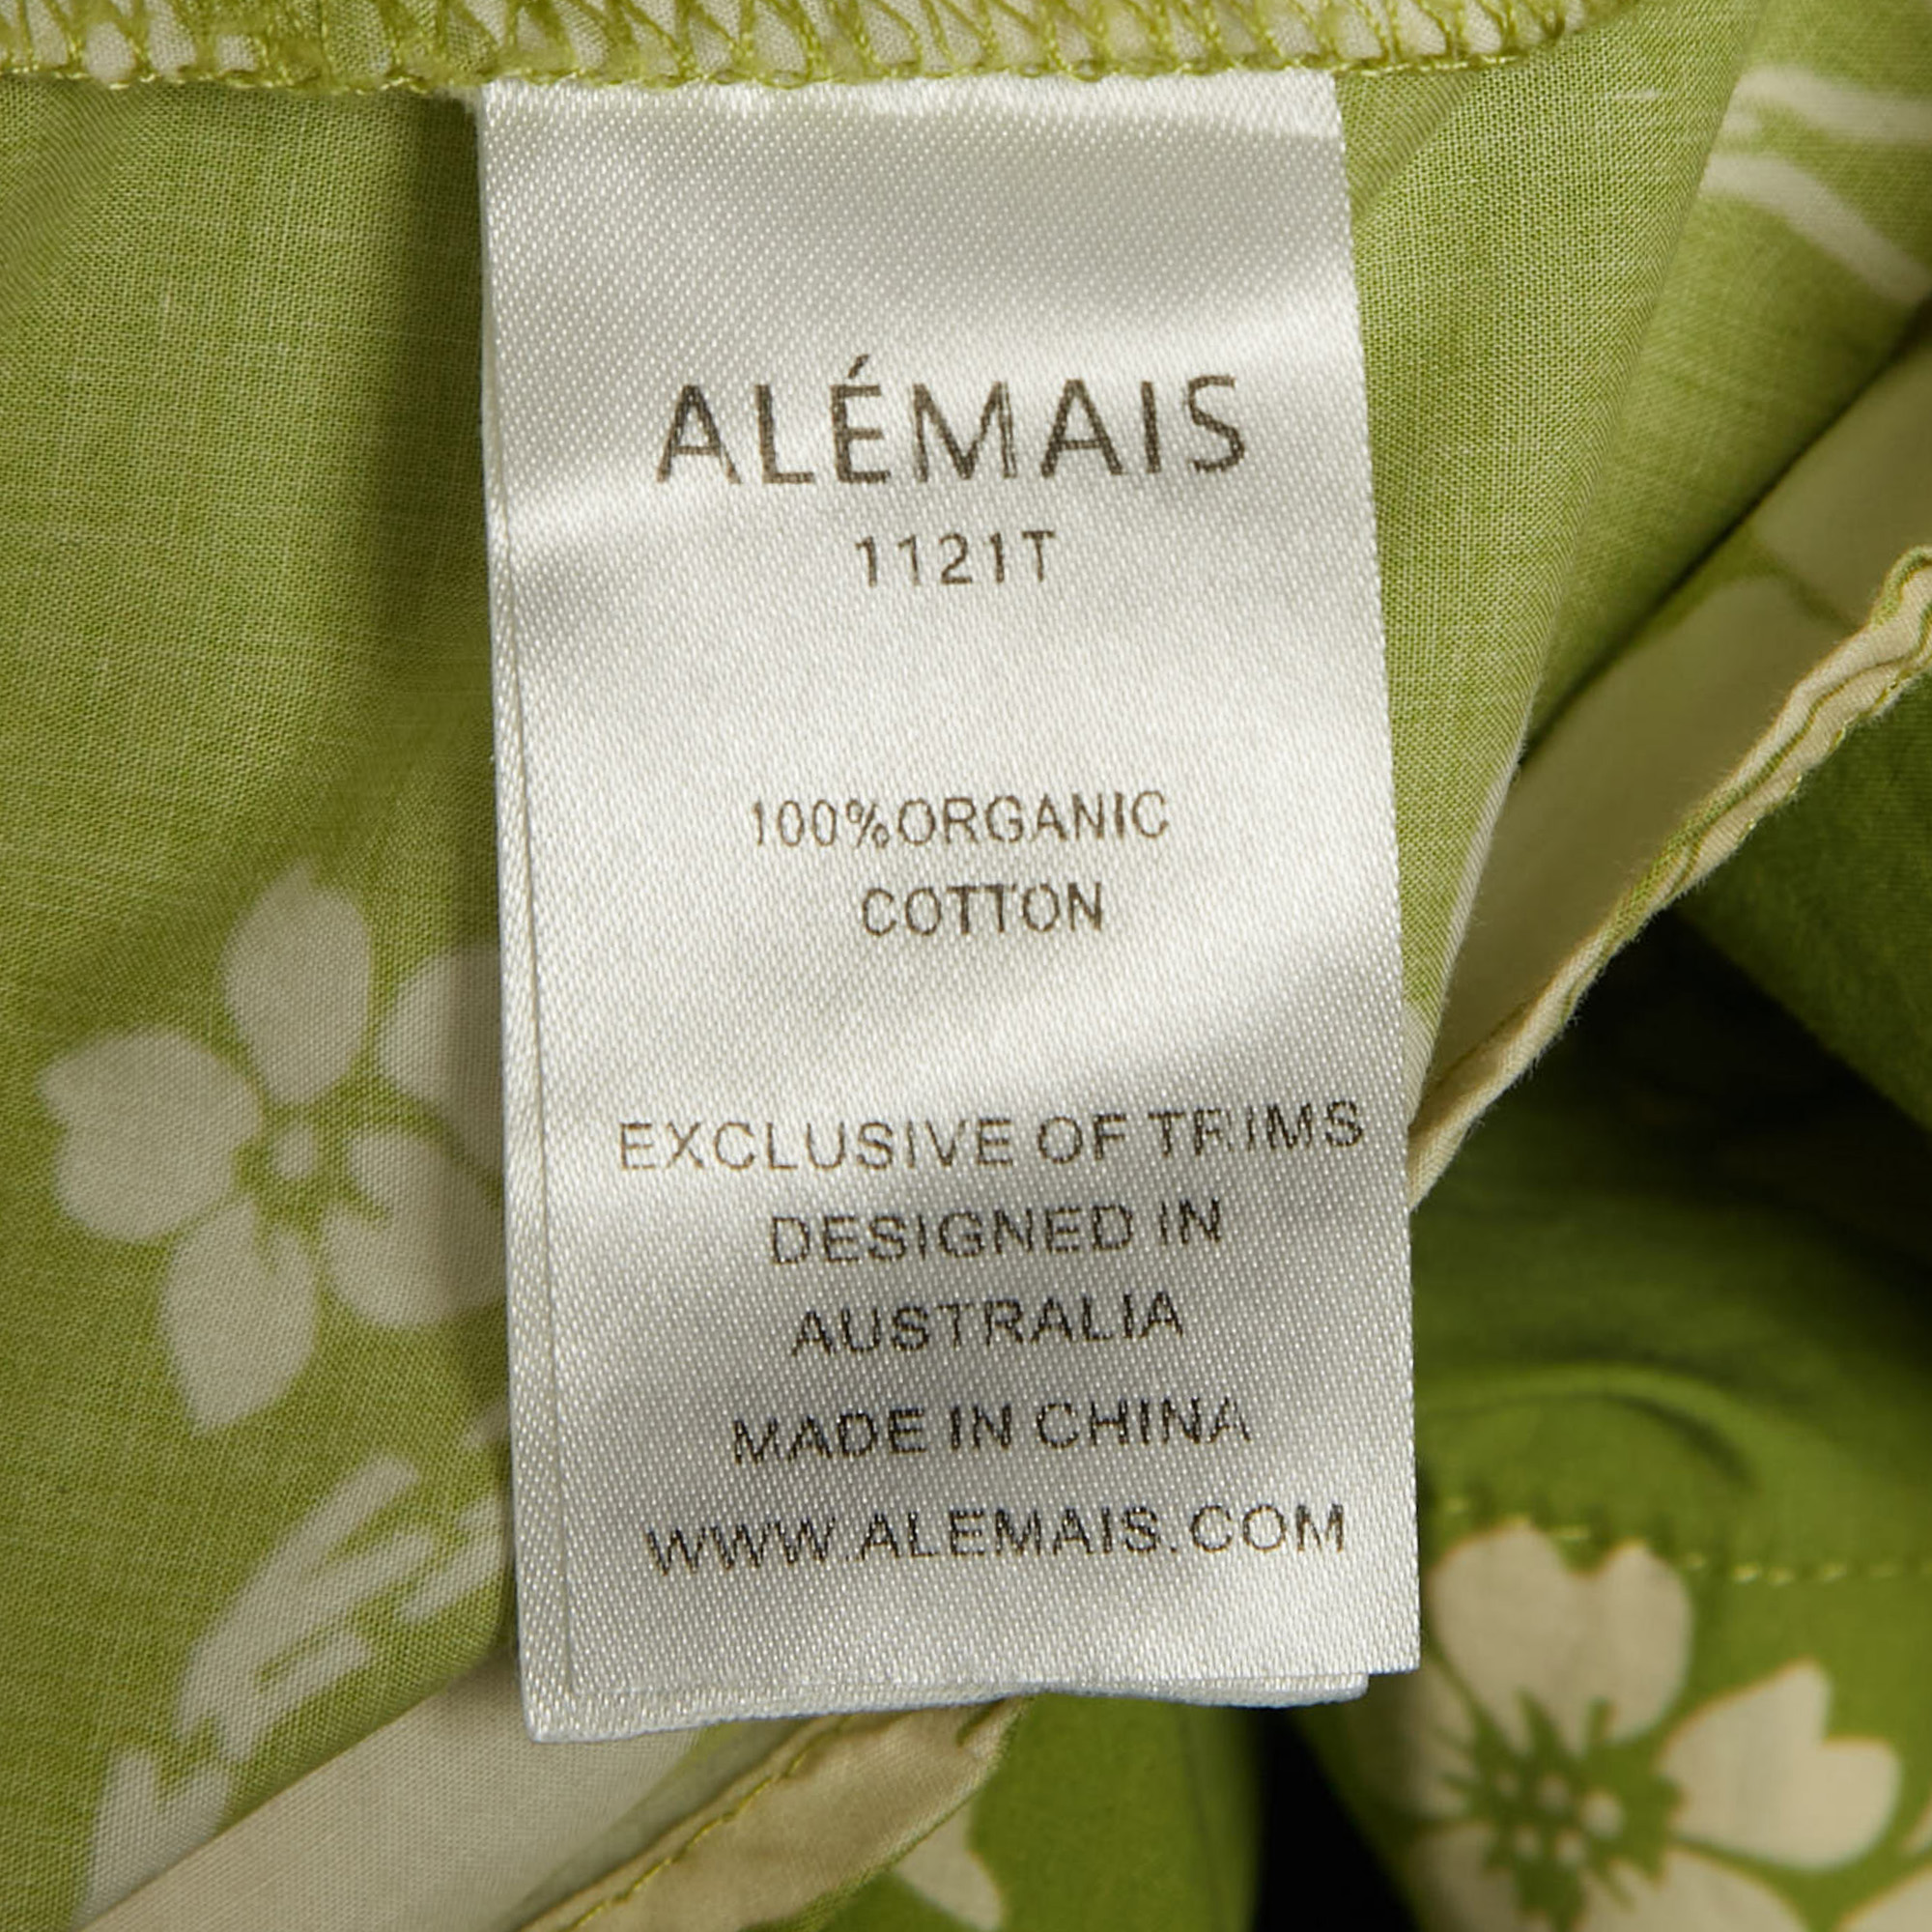 ALÉMAIS
1121T
100%ORGANIC
COTTON
EXCLUSIVE OF TRIMS
DESIGNED IN
AUSTRALIA
MADE IN CHINA
WWW.ALEMAIS.COM